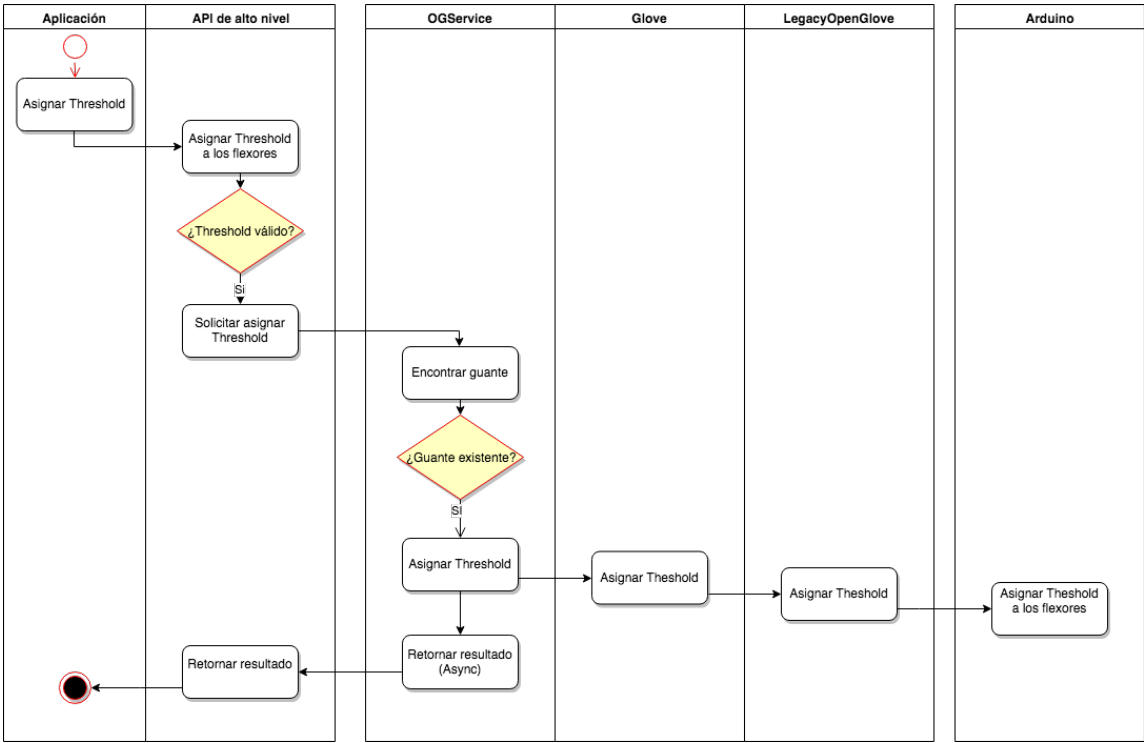 Aplicación
API de alto nivel
OGService
Glove
LegacyOpenGlove
Arduino
Asignar Threshold
Asignar Threshold
a los flexores
¿Threshold válido?
Si
Solicitar asignar
Threshold
Encontrar guante
¿Guante existente?
Si
Asignar Threshold
Asignar Theshold
Asignar Theshold
Asignar Theshold
a los flexores
Retornar resultado
(Async)
Retornar resultado